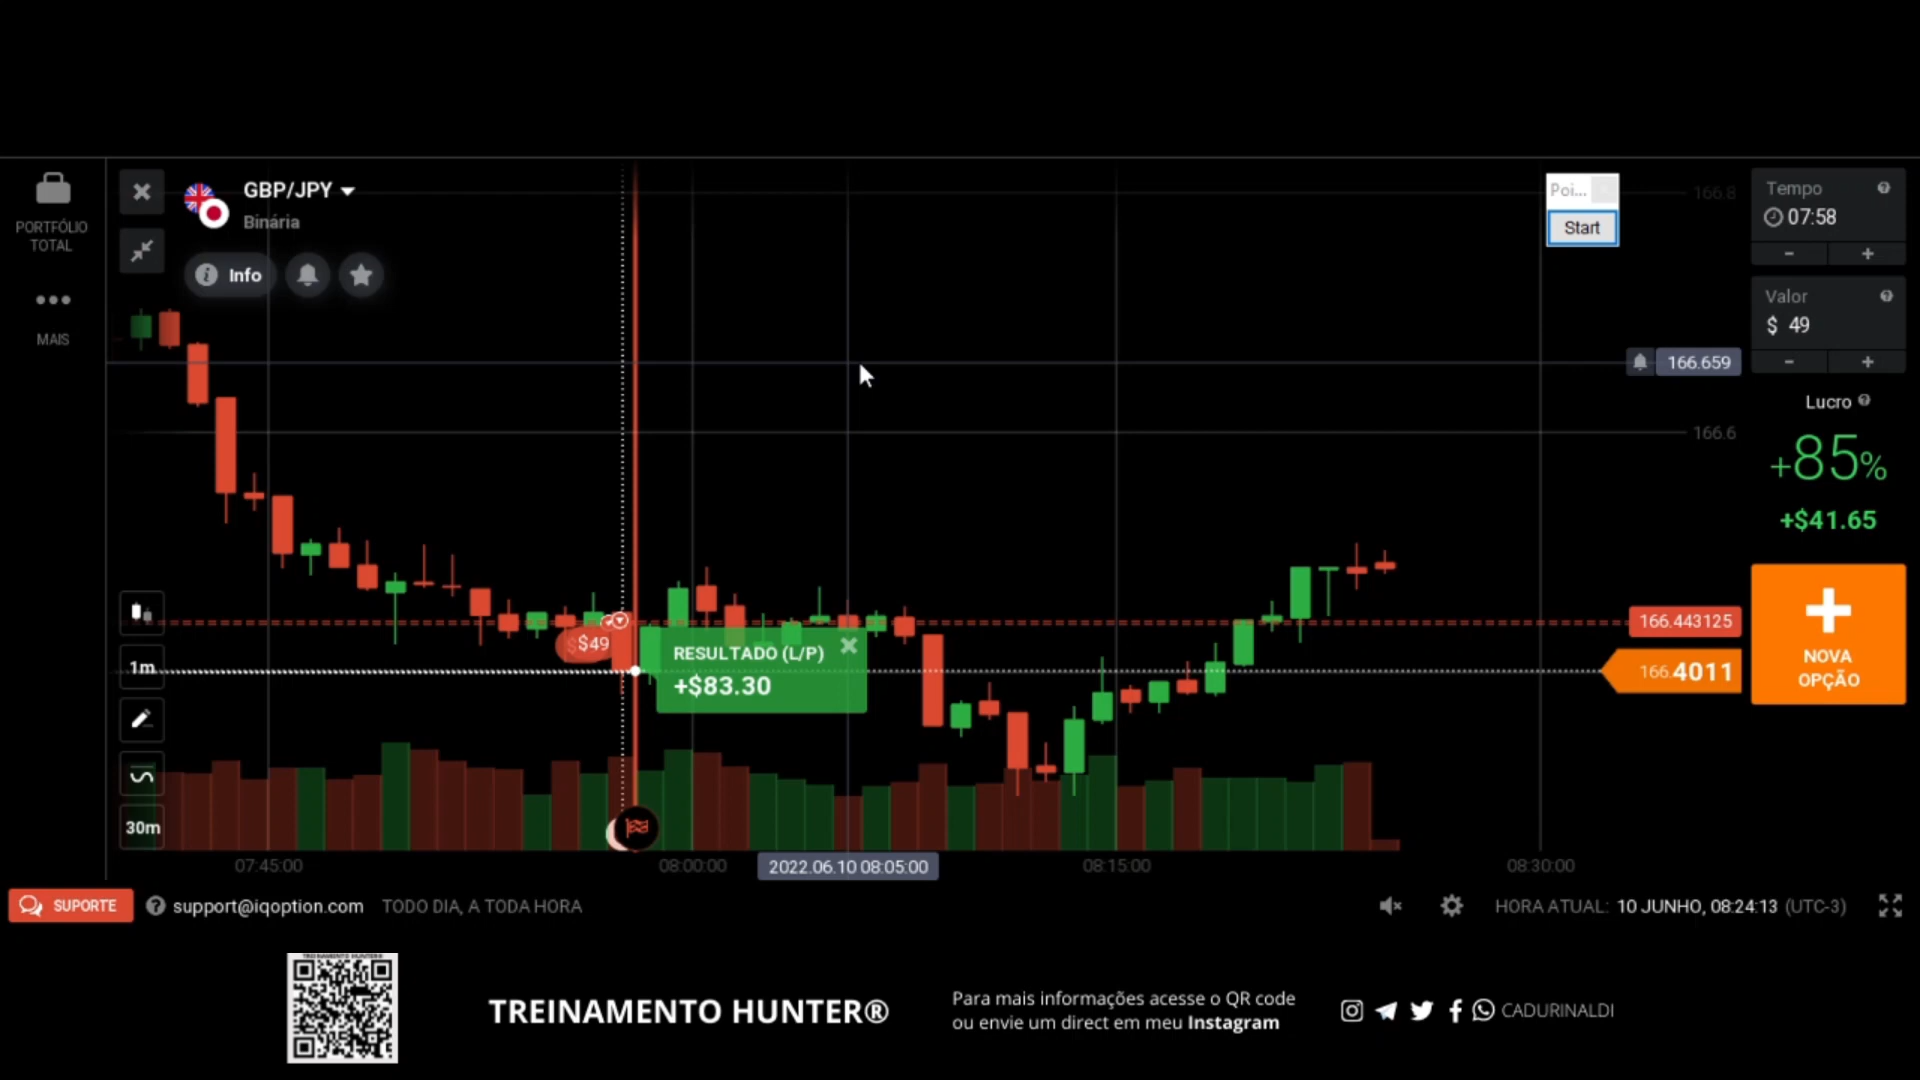 PORTFÓLIO
TOTAL
MAIS
GBP/JPY
Binária
Info
Poi...
Start
166.8
166.659
166.6
166.443125
166.4011
Tempo
07:58
- +
Valor
$ 49
- +
Lucro
+85%
+$41.65
NOVA
OPÇÃO
$49
RESULTADO (L/P)
+$83.30
1m
30m
07:45:00
08:00:00
2022.06.10 08:05:00
08:15:00
08:30:00
SUPORTE
support@iqoption.com
TODO DIA, A TODA HORA
HORA ATUAL: 10 JUNHO, 08:24:13 (UTC-3)
TREINAMENTO HUNTER®
TREINAMENTO HUNTER®
Para mais informações acesse o QR code
ou envie um direct em meu Instagram
CADURINALDI